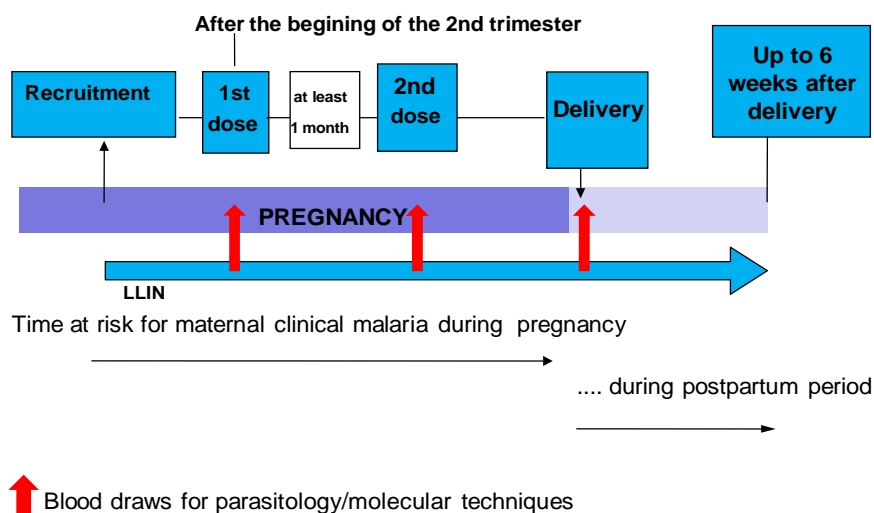 After the begining of the 2nd trimester
Recruitment
1st
dose
at least
1 month
2nd
dose
Delivery
Up to 6
weeks after
delivery
PREGNANCY
LLIN
Time at risk for maternal clinical malaria during pregnancy
.... during postpartum period
Blood draws for parasitology/molecular techniques